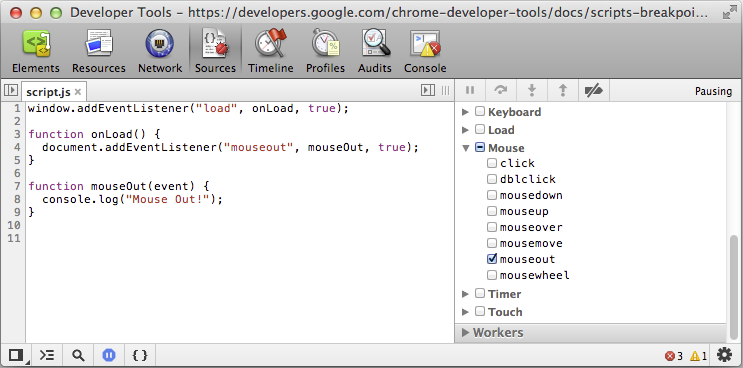 Developer Tools – https://developers.google.com/chrome-developer-tools/docs/scripts-breakpoi…
Elements Resources Network Sources Timeline Profiles Audits Console
script.js ×
Pausing
1 window.addEventListener("load", onLoad, true);
2
3 function onLoad() {
4   document.addEventListener("mouseout", mouseOut, true);
5 }
6
7 function mouseOut(event) {
8   console.log("Mouse Out!");
9 }
10
11
Keyboard
Load
Mouse
click
dblclick
mousedown
mouseup
mouseover
mousemove
mouseout
mousewheel
Timer
Touch
Workers
{ } 3 1